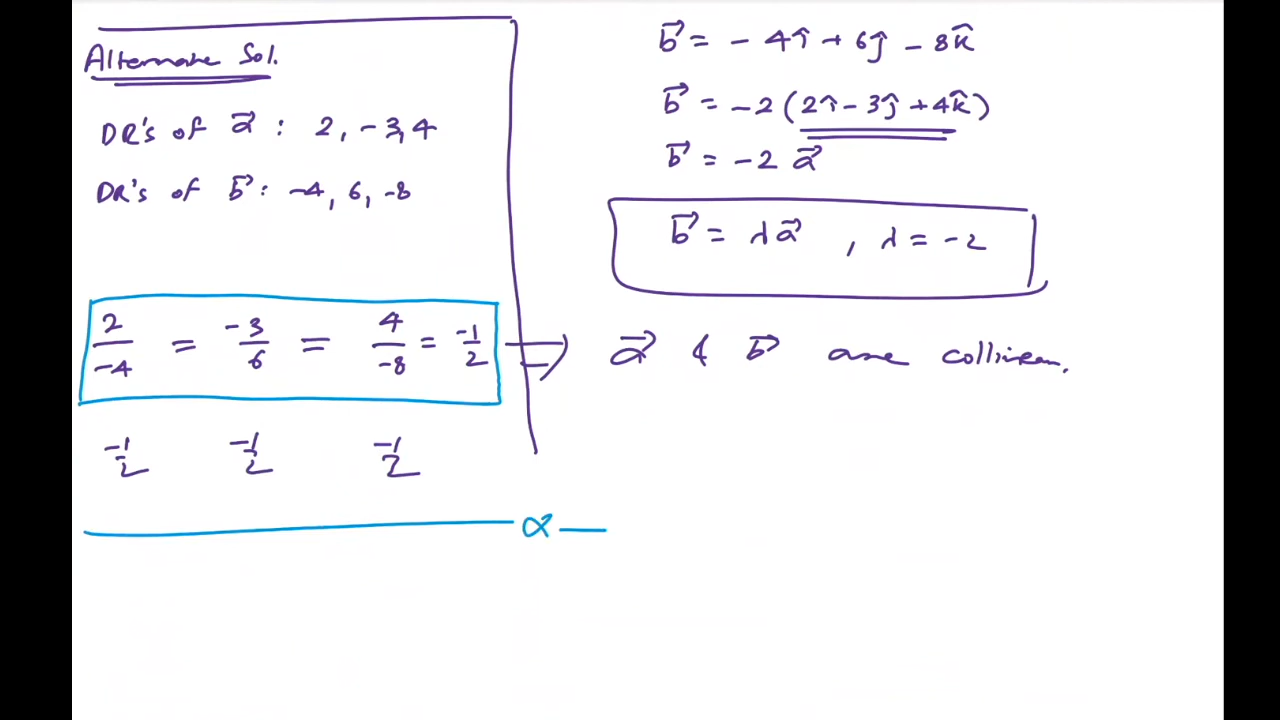 Alternate Sol.
DR's of a⃗ : 2, -3, 4
DR's of b⃗ : -4, 6, -8
2/-4 = -3/6 = 4/-8 = -1/2 ⇒ a⃗ & b⃗ are collinear.
-1/2 -1/2 -1/2
b⃗ = - 4î + 6ĵ - 8k̂
b⃗ = -2 (2î - 3ĵ + 4k̂)
b⃗ = -2 a⃗
b⃗ = λa⃗ , λ = -2